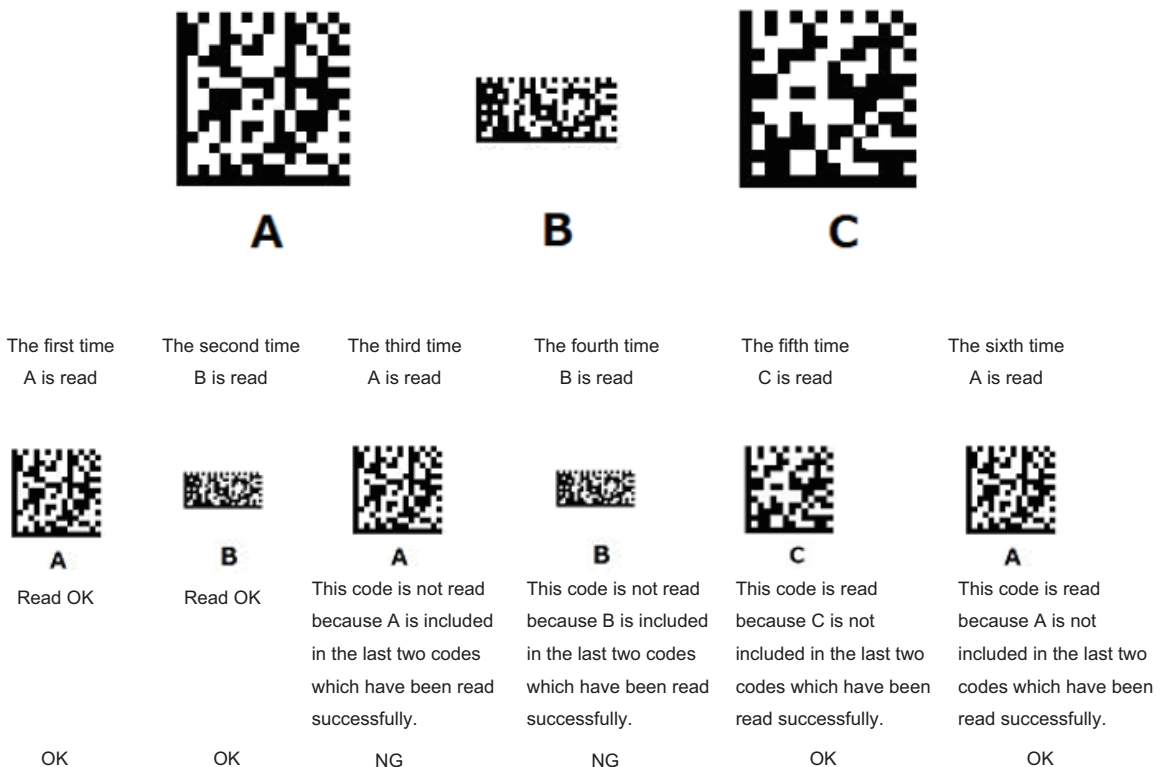 A
B
C
The first time
A is read
The second time
B is read
The third time
A is read
The fourth time
B is read
The fifth time
C is read
The sixth time
A is read
A
Read OK
B
Read OK
A
This code is not read
because A is included
in the last two codes
which have been read
successfully.
B
This code is not read
because B is included
in the last two codes
which have been read
successfully.
C
This code is read
because C is not
included in the last two
codes which have been
read successfully.
A
This code is read
because A is not
included in the last two
codes which have been
read successfully.
OK
OK
NG
NG
OK
OK